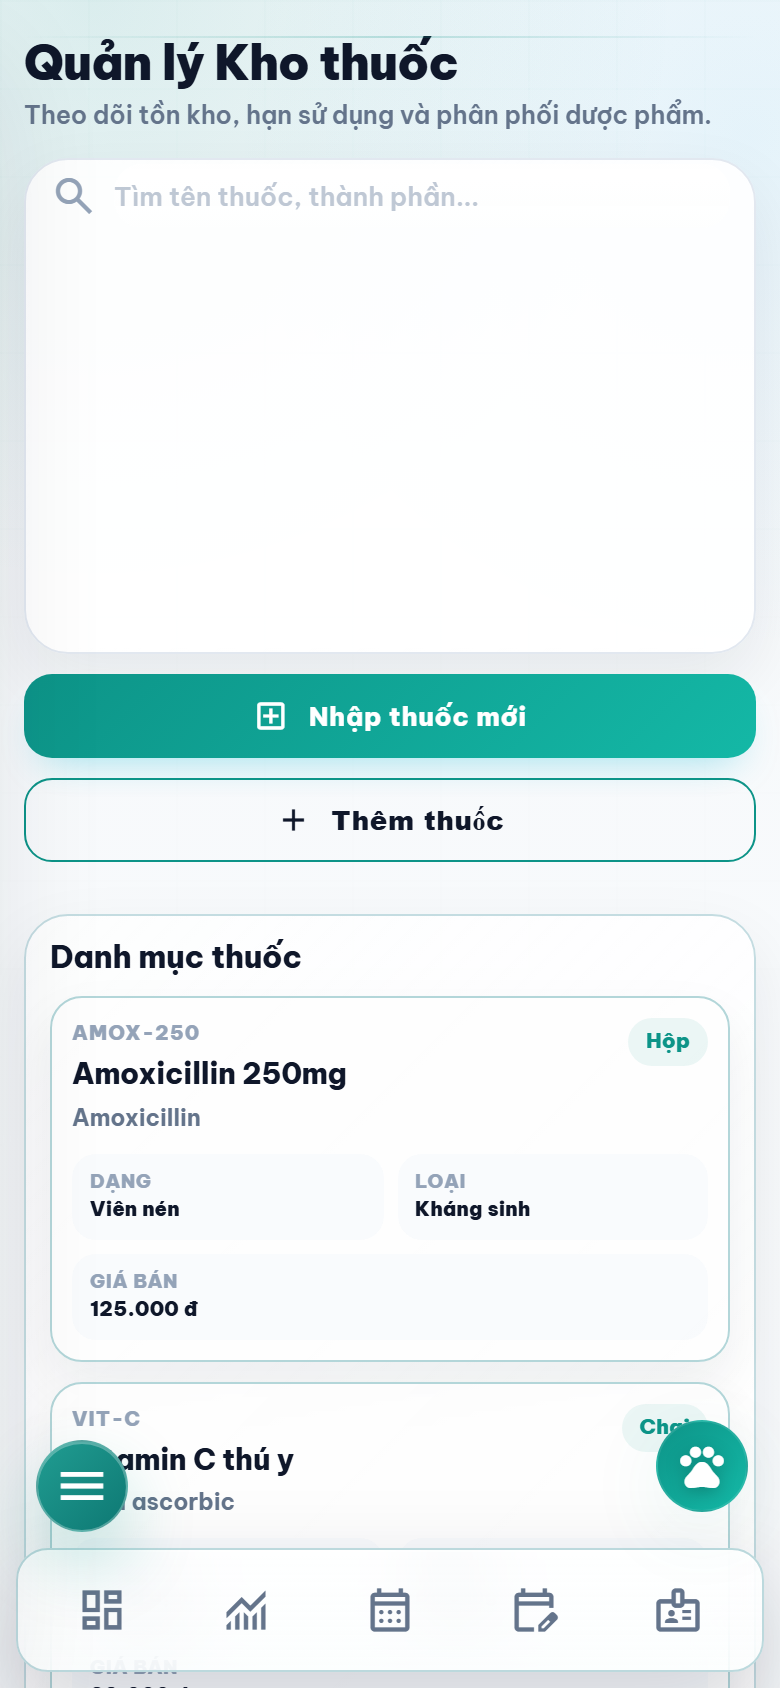 Quản lý Kho thuốc
Theo dõi tồn kho, hạn sử dụng và phân phối dược phẩm.
Tìm tên thuốc, thành phần...
Nhập thuốc mới
Thêm thuốc
Danh mục thuốc
AMOX-250
Hộp
Amoxicillin 250mg
Amoxicillin
DẠNG
Viên nén
LOẠI
Kháng sinh
GIÁ BÁN
125.000 đ
VIT-C
amin C thú y
ascorbic
GIÁ BÁN